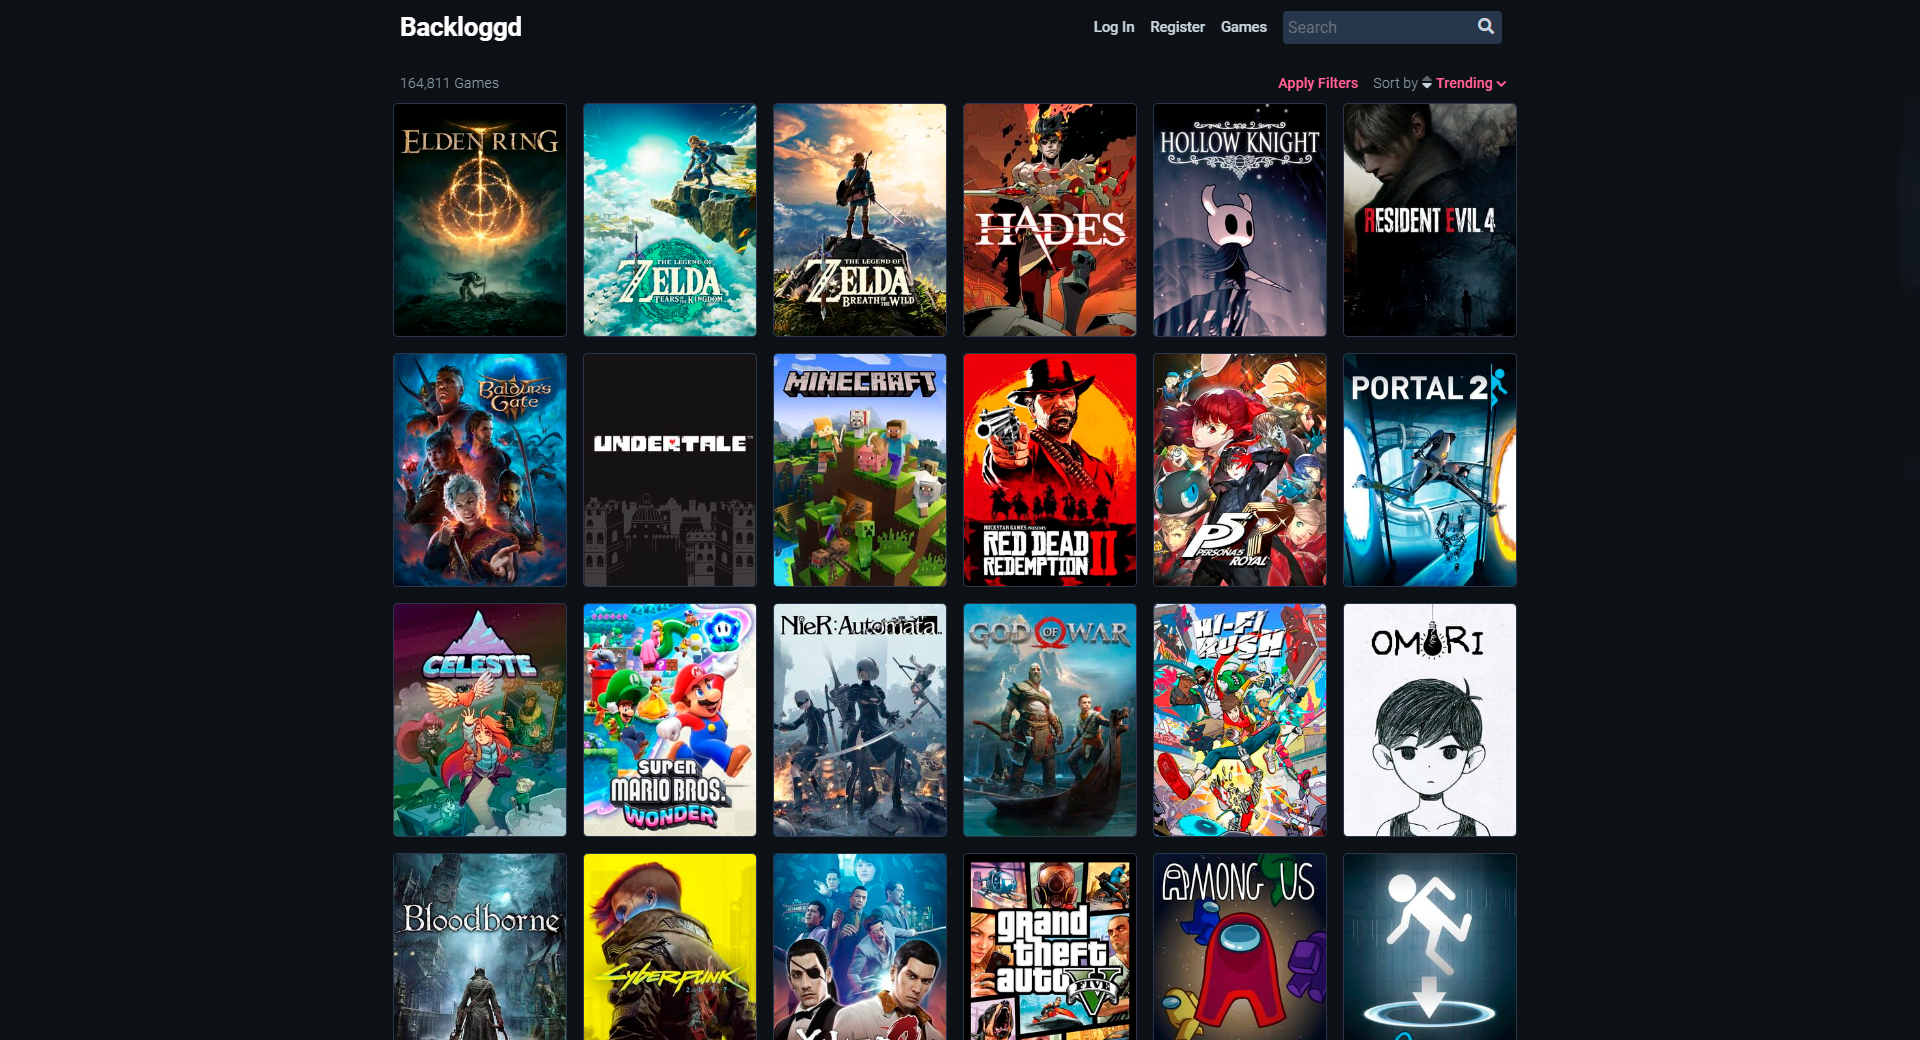 Backloggd
Log In Register Games Search
164,811 Games
Apply Filters Sort by Trending
ELDEN RING
THE LEGEND OF
ZELDA
TEARS OF THE KINGDOM
THE LEGEND OF
ZELDA
BREATH OF THE WILD
HADES
HOLLOW KNIGHT
RESIDENT EVIL 4
Baldur's
Gate
UNDERTALE
MINECRAFT
ROCKSTAR GAMES PRESENTS
RED DEAD
REDEMPTION II
P5R
PERSONA5
ROYAL
PORTAL 2
CELESTE
SUPER
MARIO BROS.
WONDER
NieR:Automata
GOD OF WAR
HI-FI
RUSH
OMORI
Bloodborne
Cyberpunk
2077
grand
theft
auto V
FIVE
AMONG US